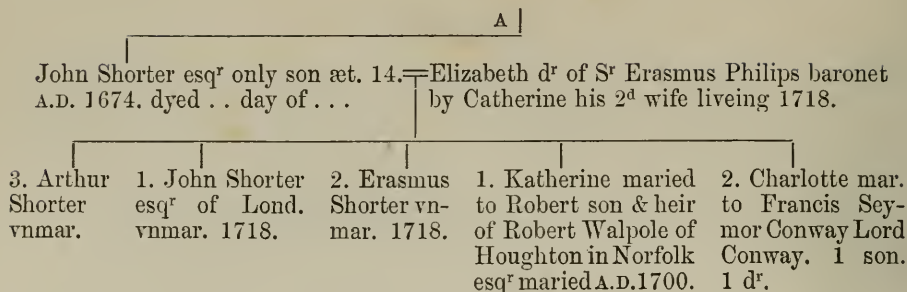 A
John Shorter esqʳ only son æt. 14.
A.D. 1674. dyed . . day of . . .
Elizabeth dʳ of Sʳ Erasmus Philips baronet
by Catherine his 2ᵈ wife liveing 1718.
3. Arthur
Shorter
vnmar.
1. John Shorter
esqʳ of Lond.
vnmar. 1718.
2. Erasmus
Shorter vn-
mar. 1718.
1. Katherine maried
to Robert son & heir
of Robert Walpole of
Houghton in Norfolk
esqʳ maried A.D. 1700.
2. Charlotte mar.
to Francis Sey-
mor Conway Lord
Conway. 1 son.
1 dʳ.